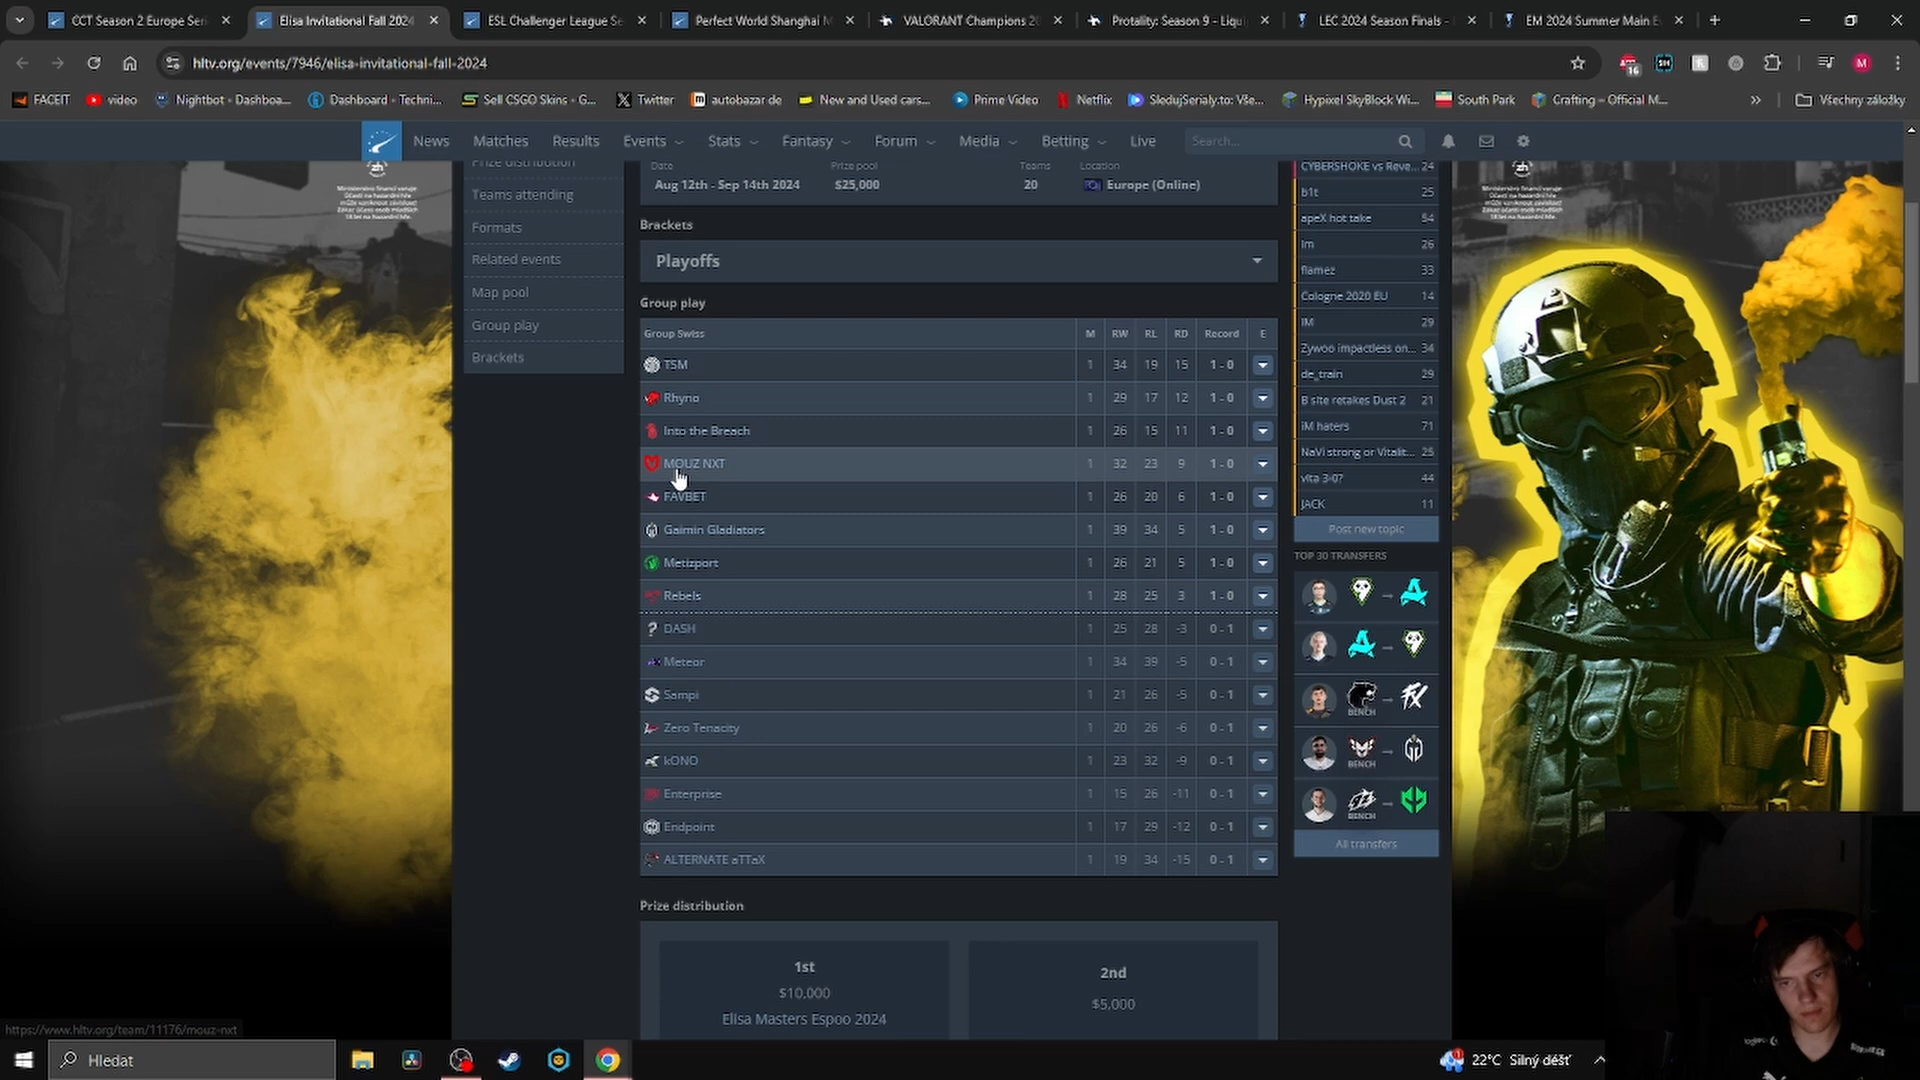 CCT Season 2 Europe Seri
Elisa Invitational Fall 2024
ESL Challenger League Se
Perfect World Shanghai M
VALORANT Champions 20
Protality: Season 9 - Liqui
LEC 2024 Season Finals -
EM 2024 Summer Main E
hltv.org/events/7946/elisa-invitational-fall-2024
16
M
FACEIT
video
Nightbot - Dashboa...
Dashboard - Techni...
Sell CSGO Skins - G...
Twitter
autobazar de
New and Used cars...
Prime Video
Netflix
SledujSerialy.to: Vše...
Hypixel SkyBlock Wi...
South Park
Crafting – Official M...
Všechny záložky
News
Matches
Results
Events
Stats
Fantasy
Forum
Media
Betting
Live
Search...
Prize distribution
Teams attending
Formats
Related events
Map pool
Group play
Brackets
Date
Prize pool
Teams
Location
Aug 12th - Sep 14th 2024
$25,000
20
Europe (Online)
Brackets
Playoffs
Group play
Group Swiss M RW RL RD Record E
TSM 1 34 19 15 1 - 0
Rhyno 1 29 17 12 1 - 0
Into the Breach 1 26 15 11 1 - 0
MOUZ NXT 1 32 23 9 1 - 0
FAVBET 1 26 20 6 1 - 0
Gaimin Gladiators 1 39 34 5 1 - 0
Metizport 1 26 21 5 1 - 0
Rebels 1 28 25 3 1 - 0
DASH 1 25 28 -3 0 - 1
Meteor 1 34 39 -5 0 - 1
Sampi 1 21 26 -5 0 - 1
Zero Tenacity 1 20 26 -6 0 - 1
kONO 1 23 32 -9 0 - 1
Enterprise 1 15 26 -11 0 - 1
Endpoint 1 17 29 -12 0 - 1
ALTERNATE aTTaX 1 19 34 -15 0 - 1
Prize distribution
1st
$10,000
Elisa Masters Espoo 2024
2nd
$5,000
CYBERSHOKE vs Reve... 24
b1t 25
apeX hot take 54
Im 26
flamez 33
Cologne 2020 EU 14
IM 29
Zywoo impactless on... 34
de_train 29
B site retakes Dust 2 21
iM haters 71
NaVi strong or Vitalit... 25
vita 3-0? 44
JACK 11
Post new topic
TOP 30 TRANSFERS
BENCH
BENCH
BENCH
All transfers
https://www.hltv.org/team/11176/mouz-nxt
Hledat
22°C Silný déšť